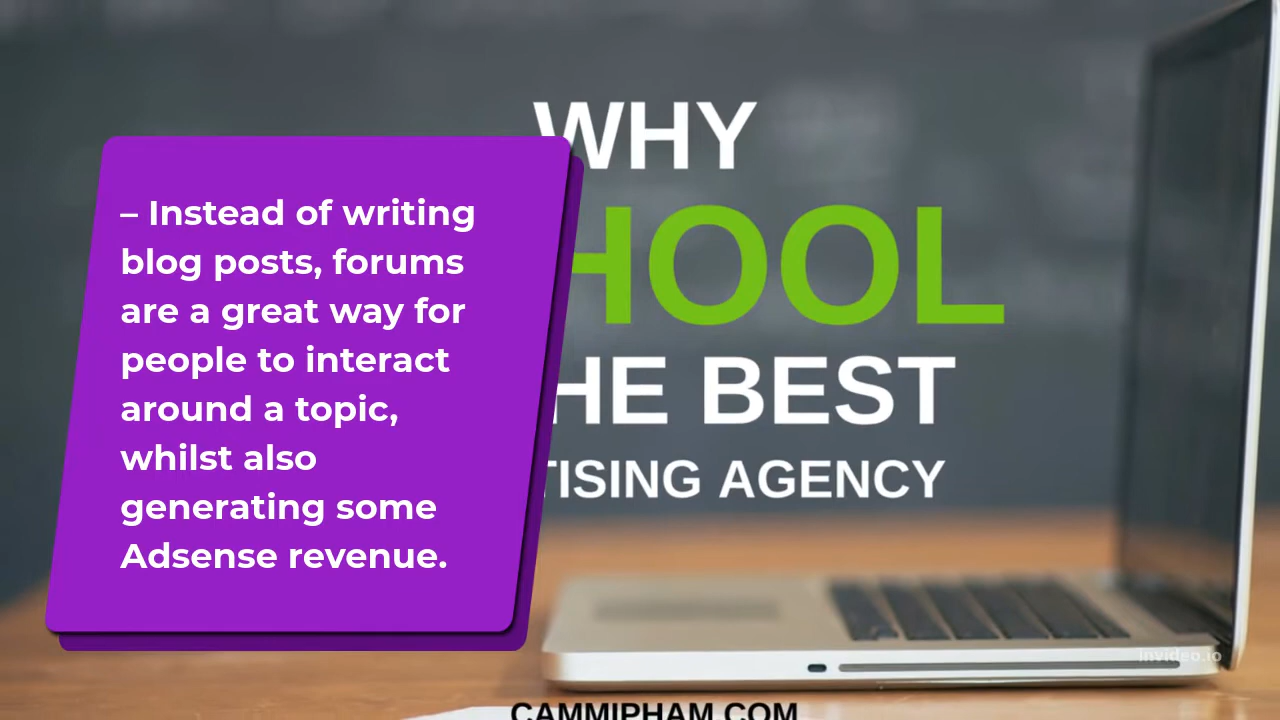 WHY
HOOL
HE BEST
TISING AGENCY
– Instead of writing
blog posts, forums
are a great way for
people to interact
around a topic,
whilst also
generating some
Adsense revenue.
invideo.io
CAMMIPHAM.COM